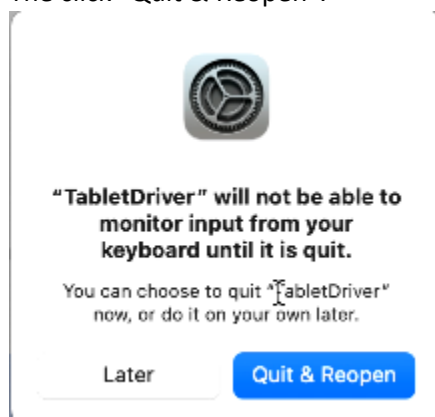 The click "Quit & Reopen".
"TabletDriver" will not be able to
monitor input from your
keyboard until it is quit.
You can choose to quit "TabletDriver"
now, or do it on your own later.
Later
Quit & Reopen